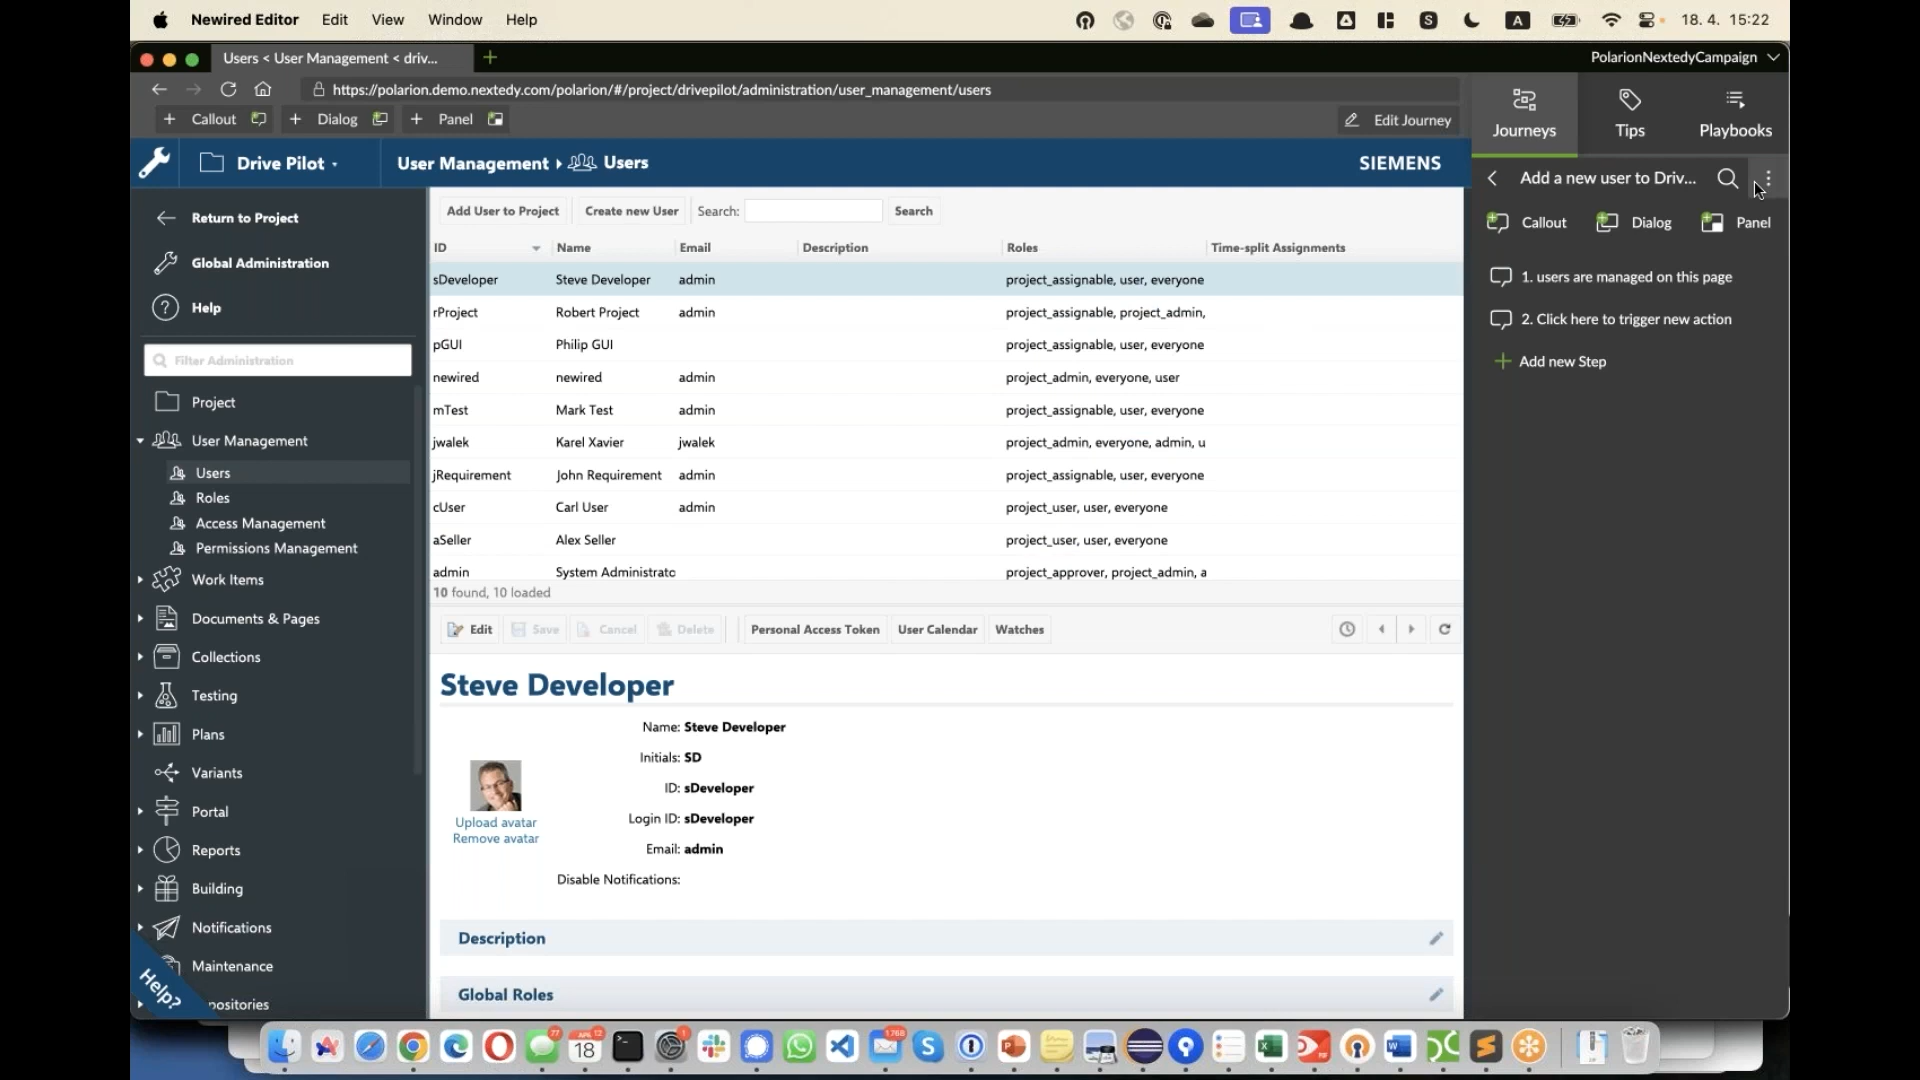 Newired Editor Edit View Window Help
S A 18. 4. 15:22
Users < User Management < driv... +
PolarionNextedyCampaign
https://polarion.demo.nextedy.com/polarion/#/project/drivepilot/administration/user_management/users
+ Callout + Dialog + Panel Edit Journey
Journeys Tips Playbooks
Drive Pilot
User Management Users
SIEMENS
Add a new user to Driv...
Callout Dialog Panel
1. users are managed on this page
2. Click here to trigger new action
+ Add new Step
Return to Project
Global Administration
? Help
Filter Administration
Project
User Management
Users
Roles
Access Management
Permissions Management
Work Items
Documents & Pages
Collections
Testing
Plans
Variants
Portal
Reports
Building
Notifications
Maintenance
positories
Help?
Add User to Project Create new User Search: Search
ID Name Email Description Roles Time-split Assignments
sDeveloper Steve Developer admin project_assignable, user, everyone
rProject Robert Project admin project_assignable, project_admin,
pGUI Philip GUI project_assignable, user, everyone
newired newired admin project_admin, everyone, user
mTest Mark Test admin project_assignable, user, everyone
jwalek Karel Xavier jwalek project_admin, everyone, admin, u
jRequirement John Requirement admin project_assignable, user, everyone
cUser Carl User admin project_user, user, everyone
aSeller Alex Seller project_user, user, everyone
admin System Administratc project_approver, project_admin, a
10 found, 10 loaded
Edit Save Cancel Delete Personal Access Token User Calendar Watches
Steve Developer
Name: Steve Developer
Initials: SD
ID: sDeveloper
Login ID: sDeveloper
Email: admin
Disable Notifications:
Upload avatar
Remove avatar
Description
Global Roles
77
APR 12
18
1
1768